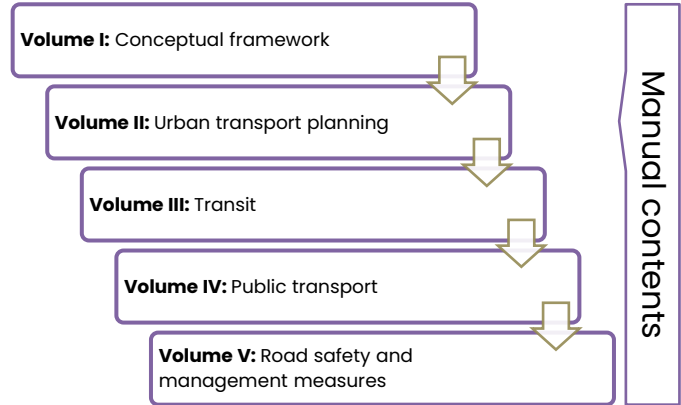 Volume I: Conceptual framework
Volume II: Urban transport planning
Volume III: Transit
Volume IV: Public transport
Volume V: Road safety and
management measures
Manual contents